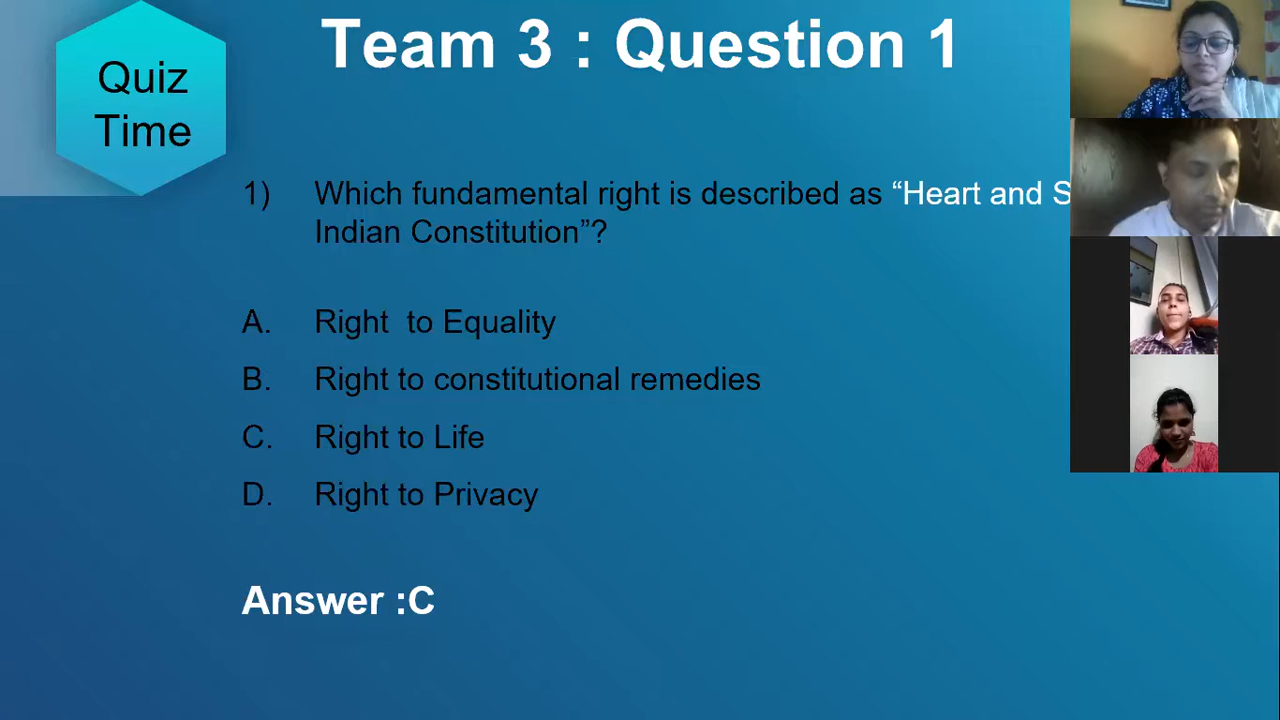 Quiz
Time
Team 3 : Question 1
1) Which fundamental right is described as “Heart and
Indian Constitution”?
A. Right to Equality
B. Right to constitutional remedies
C. Right to Life
D. Right to Privacy
Answer :C